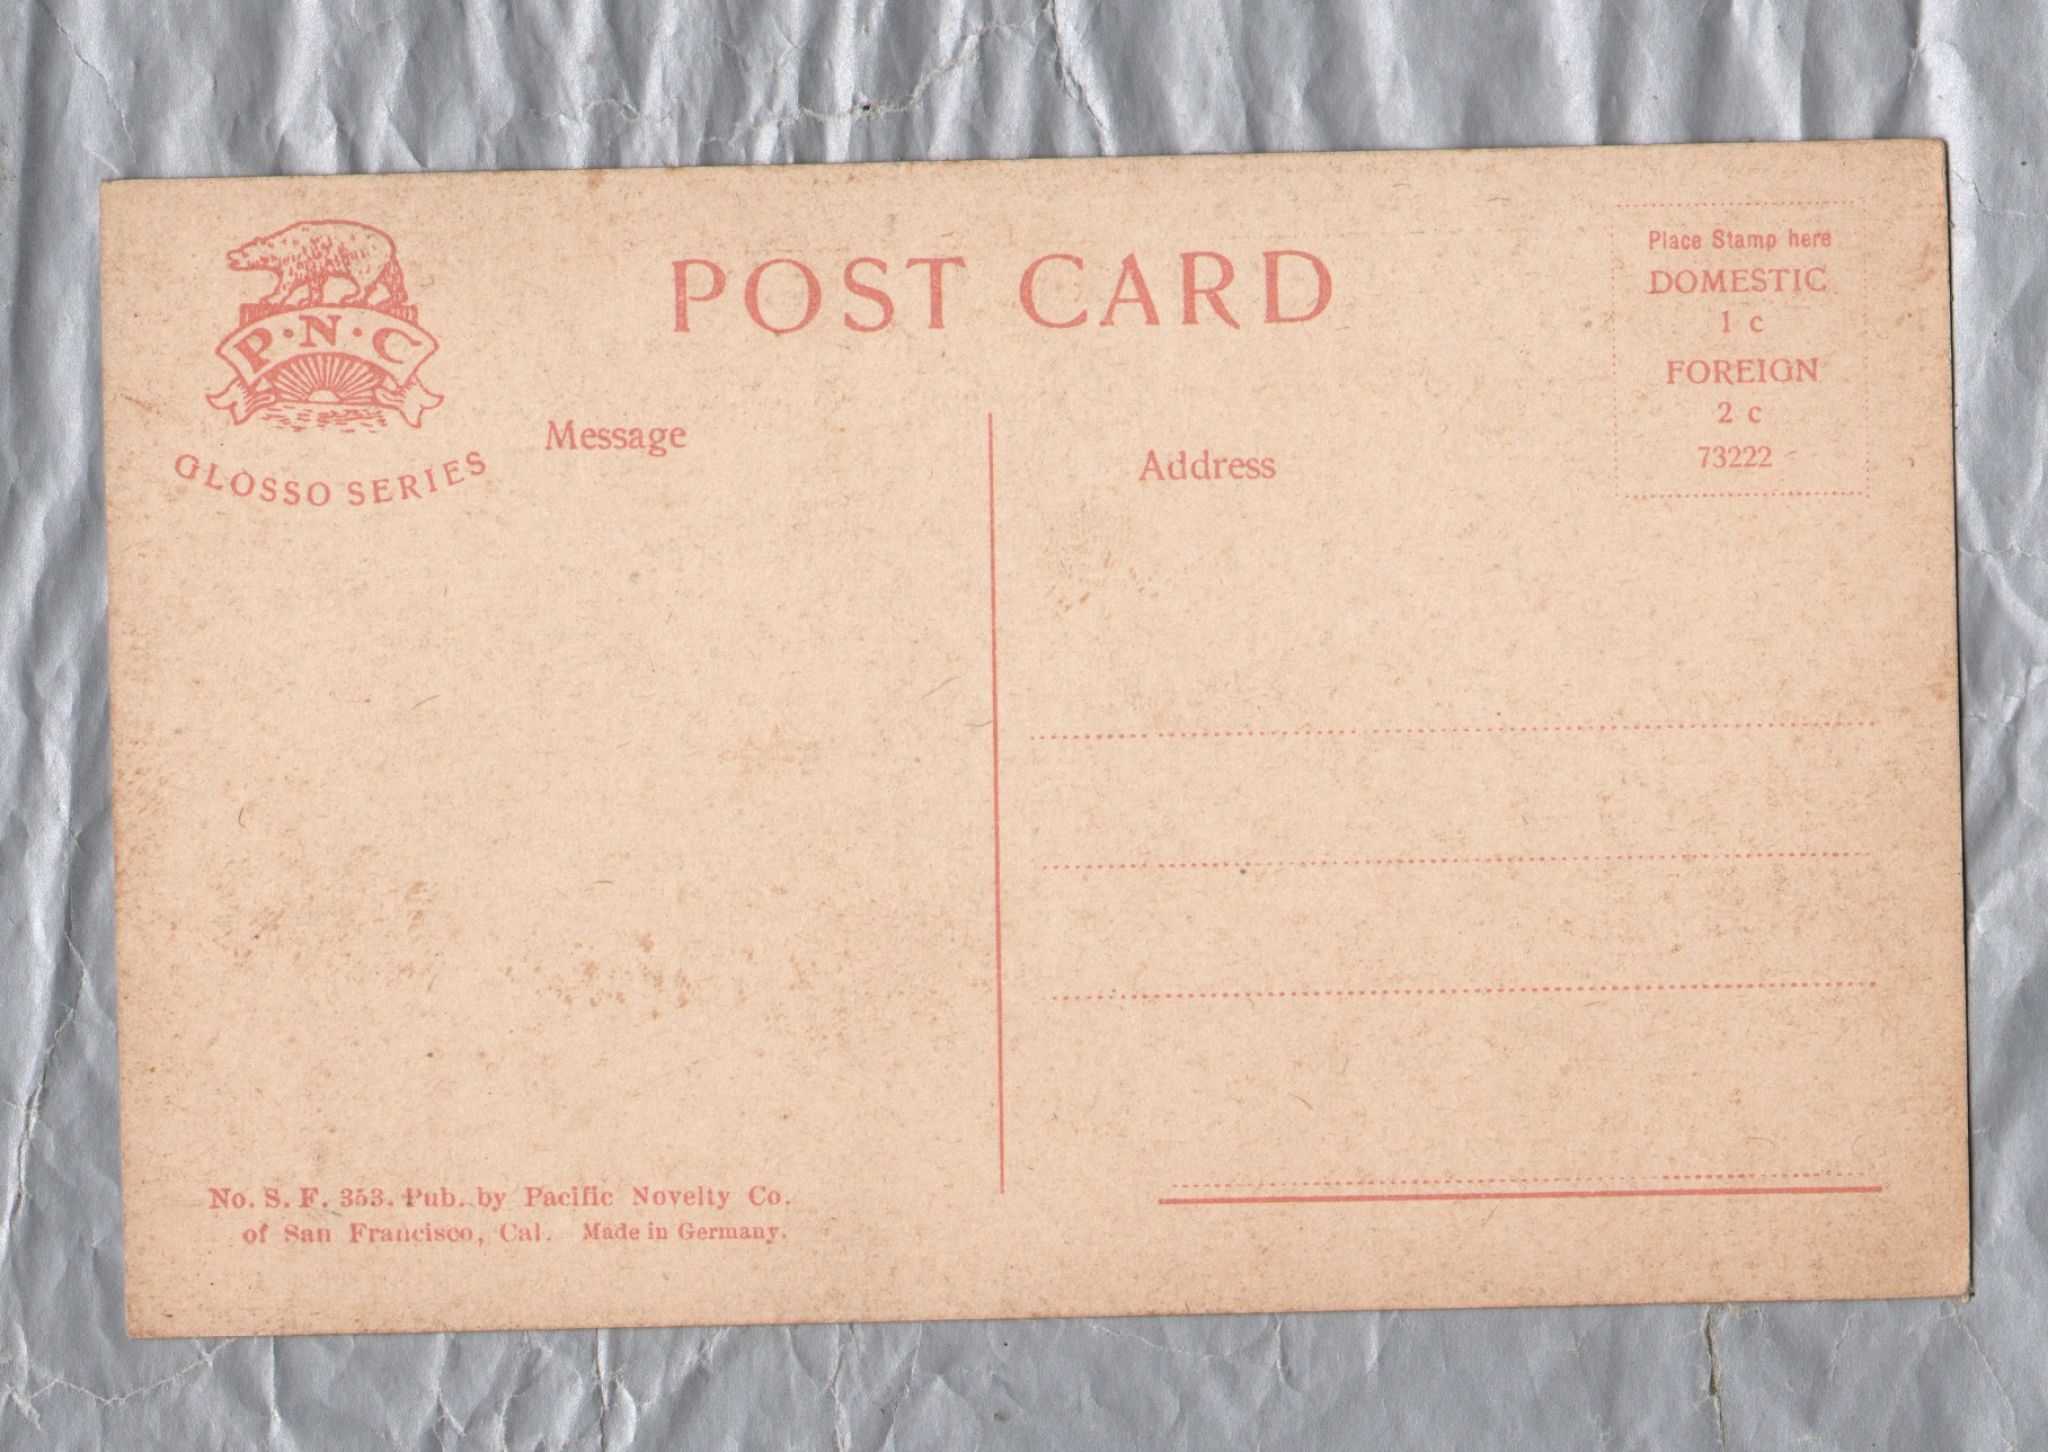 P·N·C
GLOSSO SERIES
POST CARD
Place Stamp here
DOMESTIC
1 c
FOREIGN
2 c
73222
Message
Address
No. S. F. 353. Pub. by Pacific Novelty Co.
of San Francisco, Cal. Made in Germany.